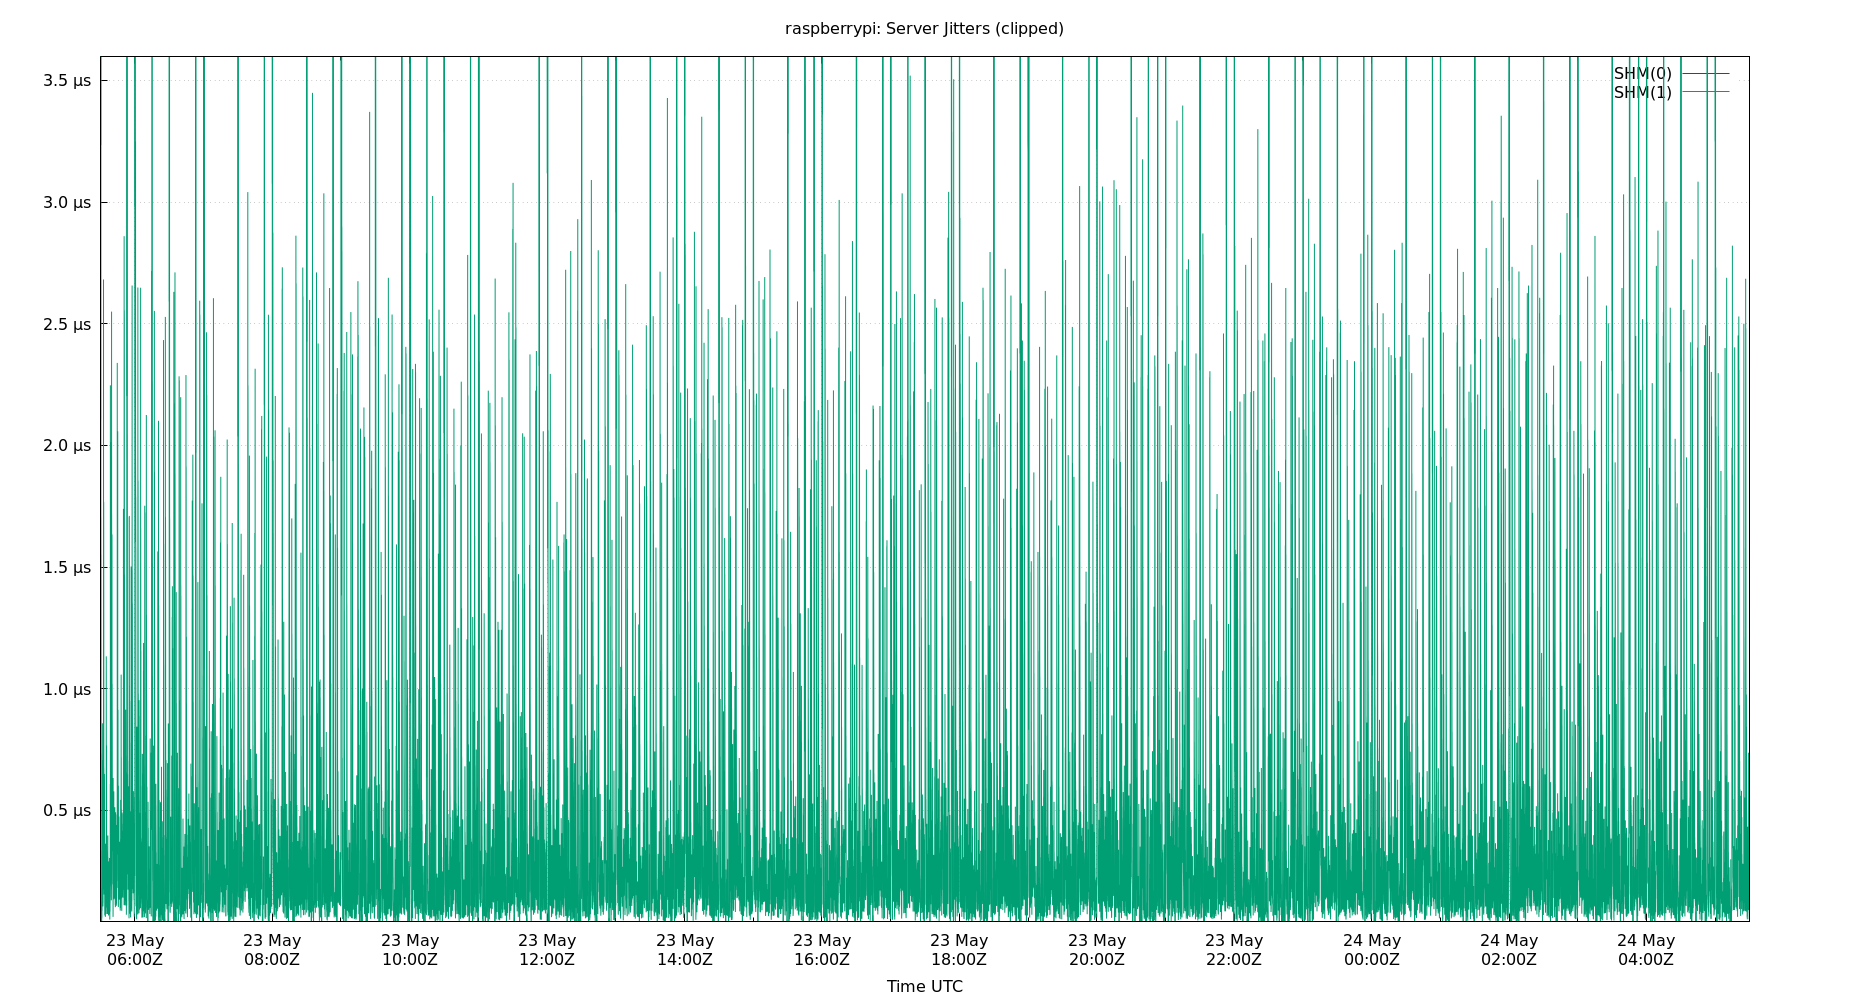 raspberrypi: Server Jitters (clipped)
3.5 µs
3.0 µs
2.5 µs
2.0 µs
1.5 µs
1.0 µs
0.5 µs
SHM(0)
SHM(1)
23 May 23 May 23 May 23 May 23 May 23 May 23 May 23 May 23 May 24 May 24 May 24 May
06:00Z 08:00Z 10:00Z 12:00Z 14:00Z 16:00Z 18:00Z 20:00Z 22:00Z 00:00Z 02:00Z 04:00Z
Time UTC